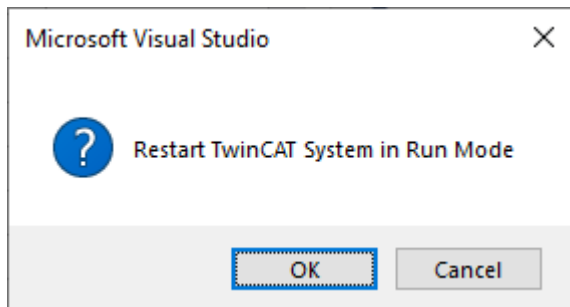 Microsoft Visual Studio
Restart TwinCAT System in Run Mode
OK
Cancel